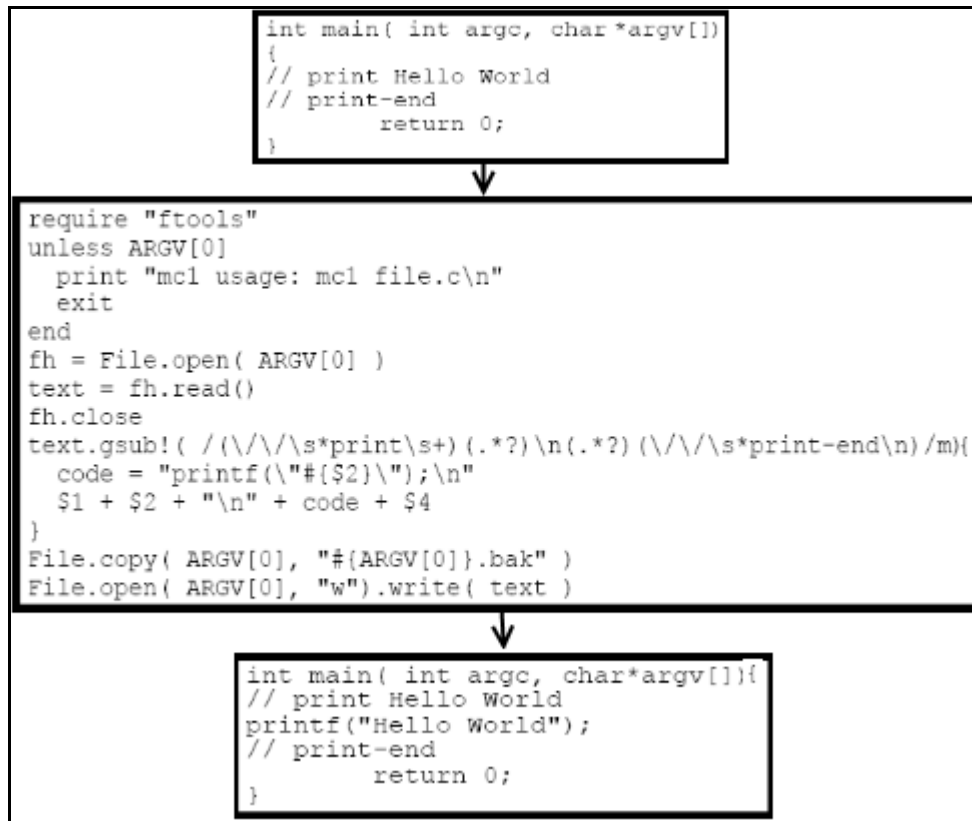 int main( int argc, char *argv[])
{
// print Hello World
// print-end
        return 0;
}
require "ftools"
unless ARGV[0]
  print "mc1 usage: mc1 file.c\n"
  exit
end
fh = File.open( ARGV[0] )
text = fh.read()
fh.close
text.gsub!( /(\/\/\s*print\s+)(.*?)\n(.*?)(\/\/\s*print-end\n)/m){
  code = "printf(\"#{$2}\");\n"
  $1 + $2 + "\n" + code + $4
}
File.copy( ARGV[0], "#{ARGV[0]}.bak" )
File.open( ARGV[0], "w").write( text )
int main( int argc, char*argv[]){
// print Hello World
printf("Hello World");
// print-end
        return 0;
}